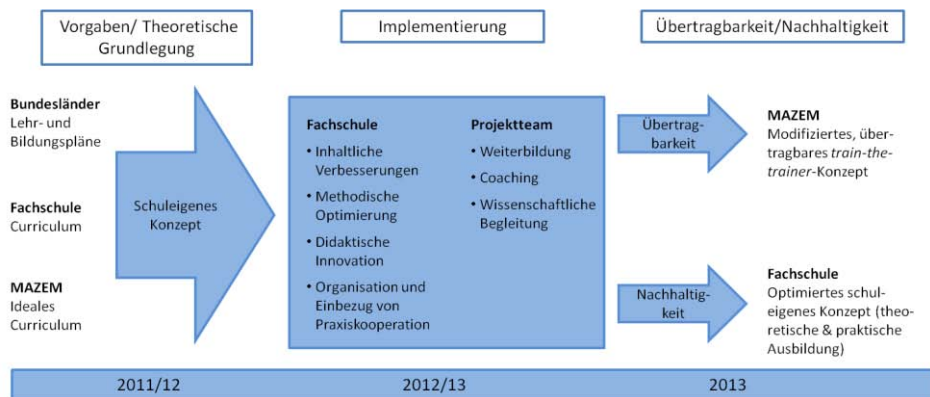 Vorgaben/ Theoretische
Grundlegung
Implementierung
Übertragbarkeit/Nachhaltigkeit
Bundesländer
Lehr- und
Bildungspläne
Fachschule
Curriculum
MAZEM
Ideales
Curriculum
Schuleigenes
Konzept
Fachschule
• Inhaltliche
Verbesserungen
• Methodische
Optimierung
• Didaktische
Innovation
• Organisation und
Einbezug von
Praxiskooperation
Projektteam
• Weiterbildung
• Coaching
• Wissenschaftliche
Begleitung
Übertrag-
barkeit
Nachhaltig-
keit
MAZEM
Modifiziertes, über-
tragbares train-the-
trainer-Konzept
Fachschule
Optimiertes schul-
eigenes Konzept (theo-
retische & praktische
Ausbildung)
2011/12
2012/13
2013